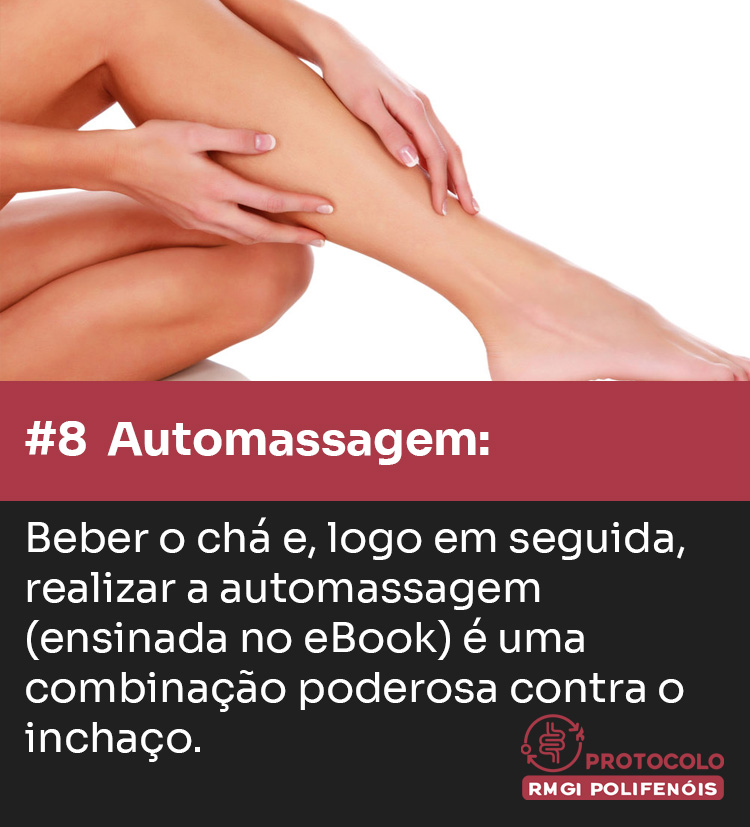 #8 Automassagem:
Beber o chá e, logo em seguida,
realizar a automassagem
(ensinada no eBook) é uma
combinação poderosa contra o
inchaço.
PROTOCOLO
RMGI POLIFENÓIS